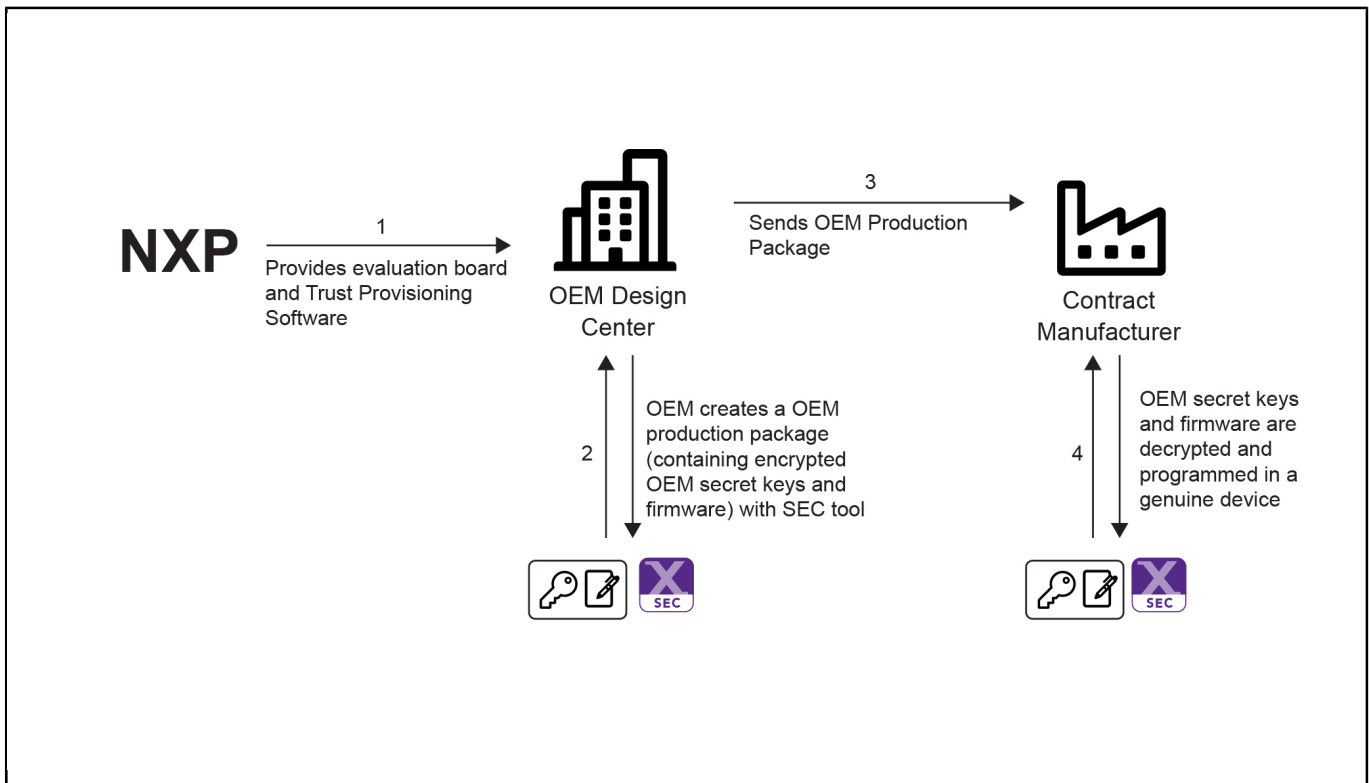 NXP
1
Provides evaluation board
and Trust Provisioning
Software
OEM Design
Center
3
Sends OEM Production
Package
Contract
Manufacturer
2
OEM creates a OEM
production package
(containing encrypted
OEM secret keys and
firmware) with SEC tool
4
OEM secret keys
and firmware are
decrypted and
programmed in a
genuine device
X
SEC
X
SEC